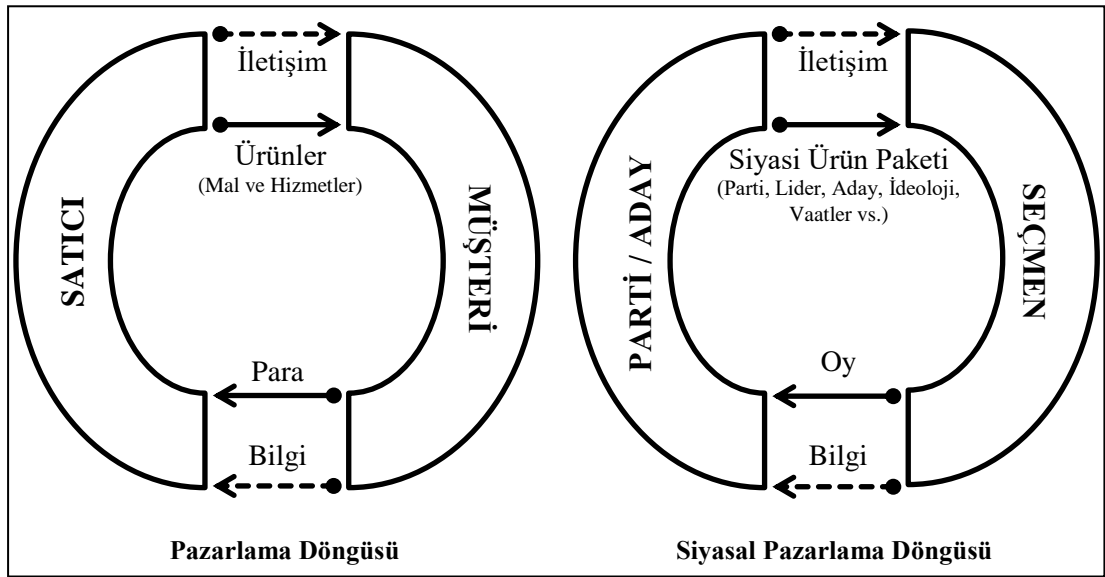 İletişim
Ürünler
(Mal ve Hizmetler)
SATICI
MÜŞTERİ
Para
Bilgi
Pazarlama Döngüsü
İletişim
Siyasi Ürün Paketi
(Parti, Lider, Aday, İdeoloji,
Vaatler vs.)
PARTİ / ADAY
SEÇMEN
Oy
Bilgi
Siyasal Pazarlama Döngüsü